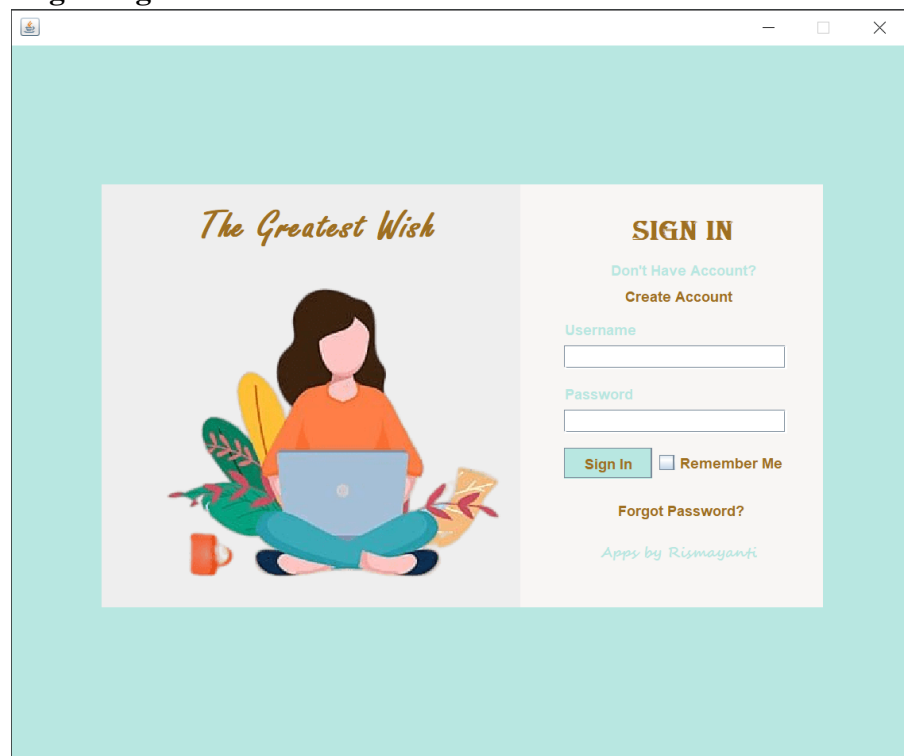 The Greatest Wish
SIGN IN
Don't Have Account?
Create Account
Username
Password
Sign In
Remember Me
Forgot Password?
Apps by Rismayanti